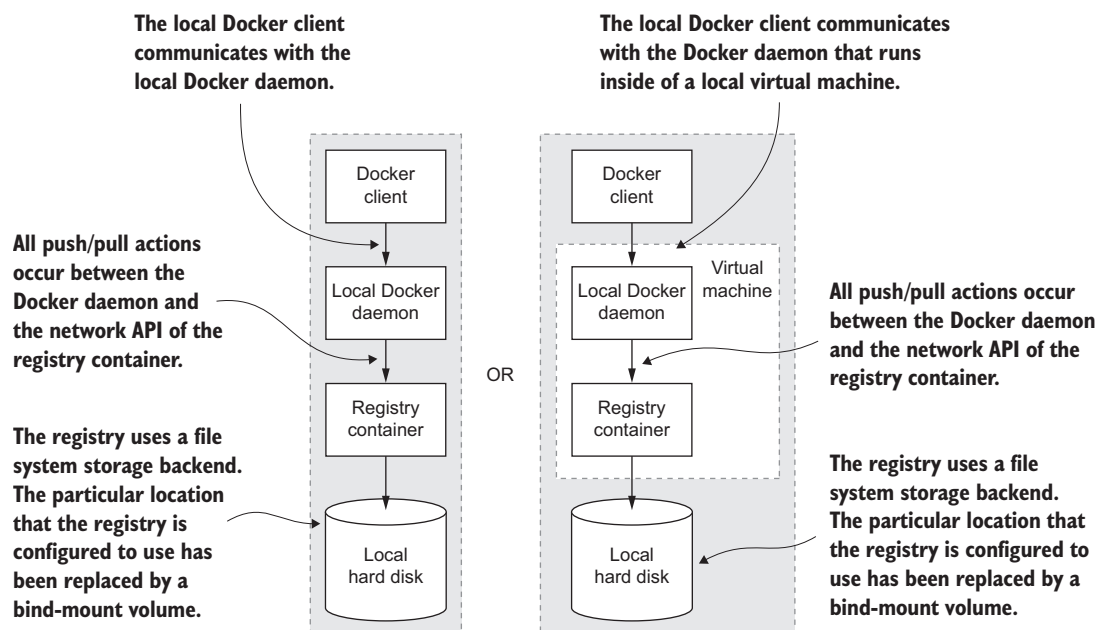 The local Docker client
communicates with the
local Docker daemon.
The local Docker client communicates
with the Docker daemon that runs
inside of a local virtual machine.
Docker
client
Docker
client
All push/pull actions
occur between the
Docker daemon and
the network API of the
registry container.
Local Docker
daemon
Local Docker
daemon
Virtual
machine
All push/pull actions occur
between the Docker daemon
and the network API of the
registry container.
OR
Registry
container
Registry
container
The registry uses a file
system storage backend.
The particular location
that the registry is
configured to use has
been replaced by a
bind-mount volume.
Local
hard disk
Local
hard disk
The registry uses a file
system storage backend.
The particular location that
the registry is configured to
use has been replaced by a
bind-mount volume.